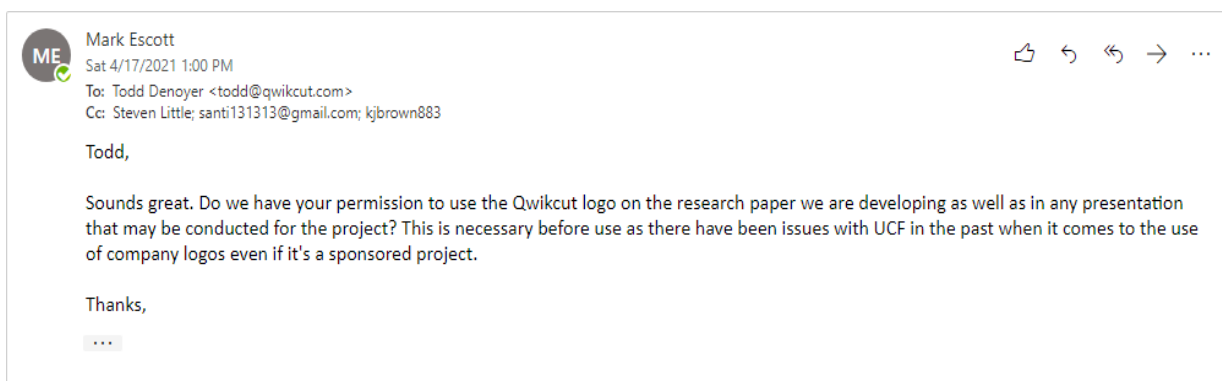 ME
Mark Escott
Sat 4/17/2021 1:00 PM
To: Todd Denoyer <todd@qwikcut.com>
Cc: Steven Little; santi131313@gmail.com; kjbrown883
Todd,
Sounds great. Do we have your permission to use the Qwikcut logo on the research paper we are developing as well as in any presentation
that may be conducted for the project? This is necessary before use as there have been issues with UCF in the past when it comes to the use
of company logos even if it's a sponsored project.
Thanks,
...